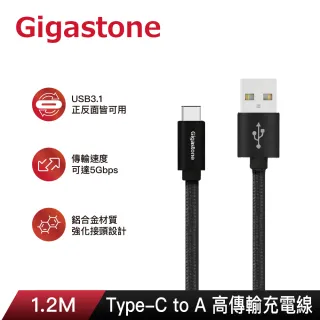 Gigastone
USB3.1
正反面皆可用
傳輸速度
可達5Gbps
鋁合金材質
強化接頭設計
Gigastone
1.2M
Type-C to A 高傳輸充電線